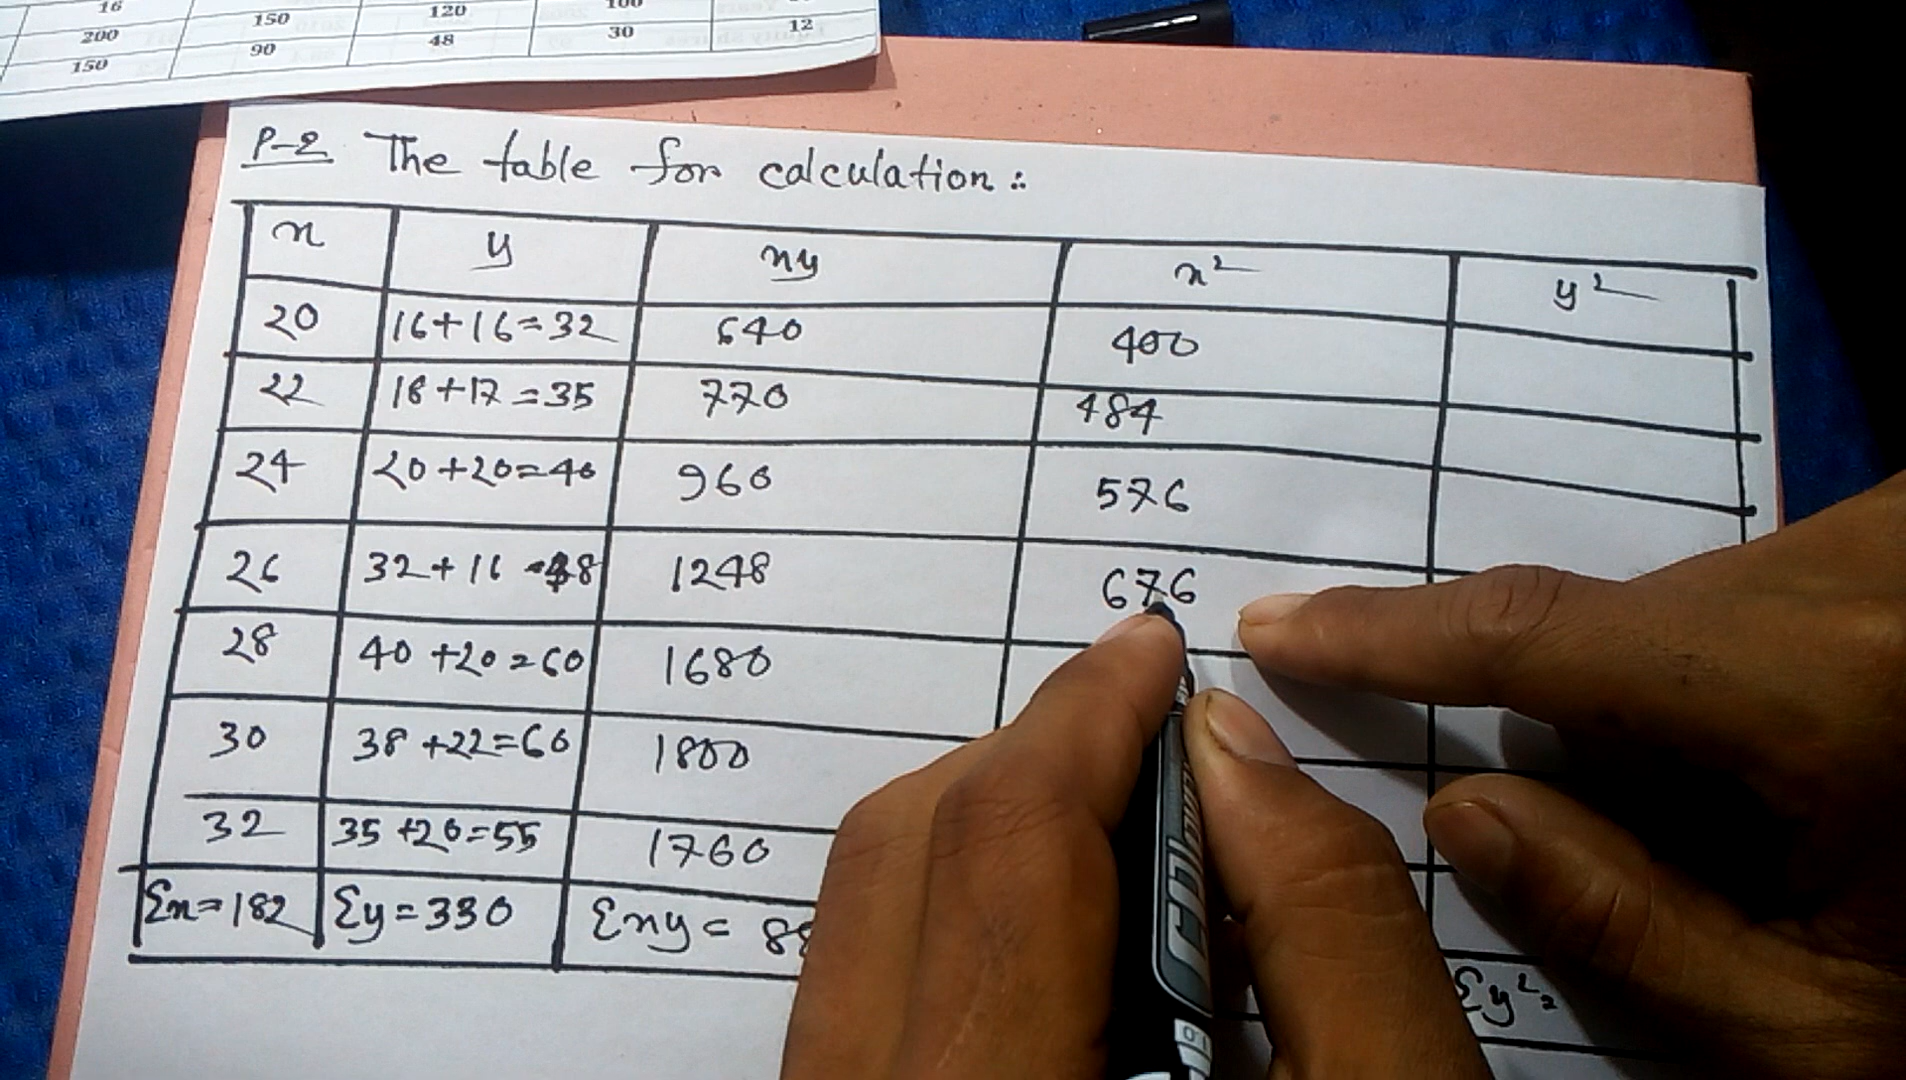 16 150 120 100
200 90 48 30 12
150
P-2 The table for calculation :
x y xy x² y²
20 16+16=32 640 400
22 18+17=35 770 484
24 20+20=40 960 576
26 32+16=48 1248 676
28 40+20=60 1680
30 38+22=60 1800
32 35+20=55 1760
Σx=182 Σy=330 Σxy= 88
Σy²=